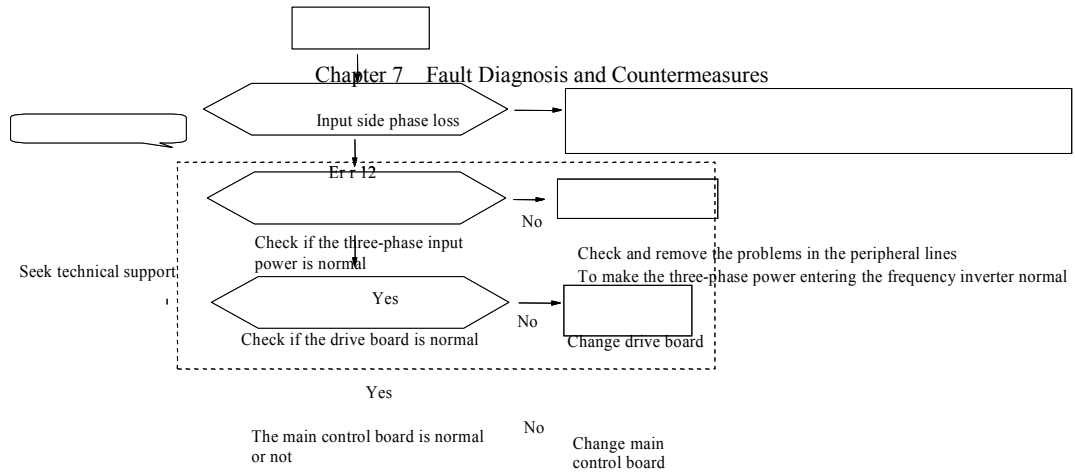 Chapter 7 Fault Diagnosis and Countermeasures
Input side phase loss
Er r 12
No
Check if the three-phase input
power is normal
Check and remove the problems in the peripheral lines
To make the three-phase power entering the frequency inverter normal
Seek technical support
Yes
No
Check if the drive board is normal
Change drive board
Yes
The main control board is normal
or not
No
Change main
control board